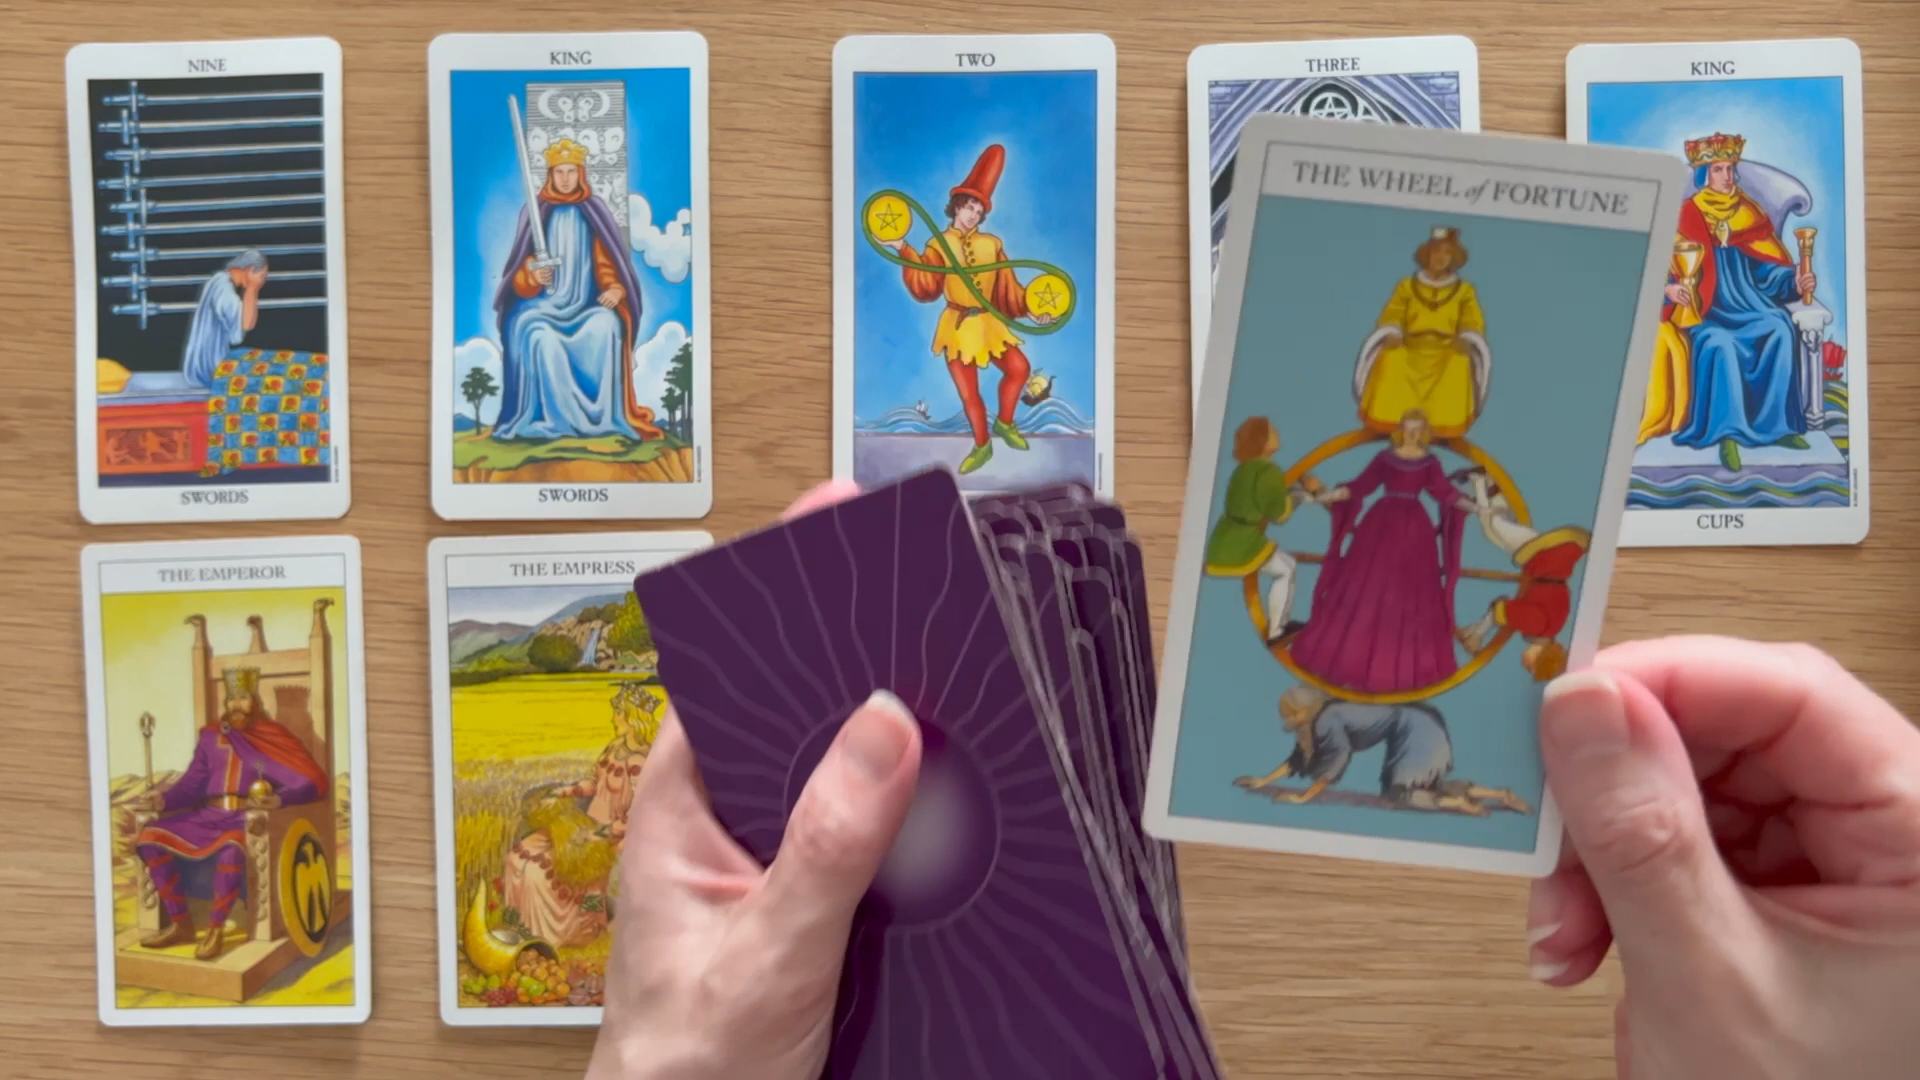 NINE
SWORDS
KING
SWORDS
TWO
THREE
THE WHEEL of FORTUNE
KING
CUPS
THE EMPEROR
THE EMPRESS